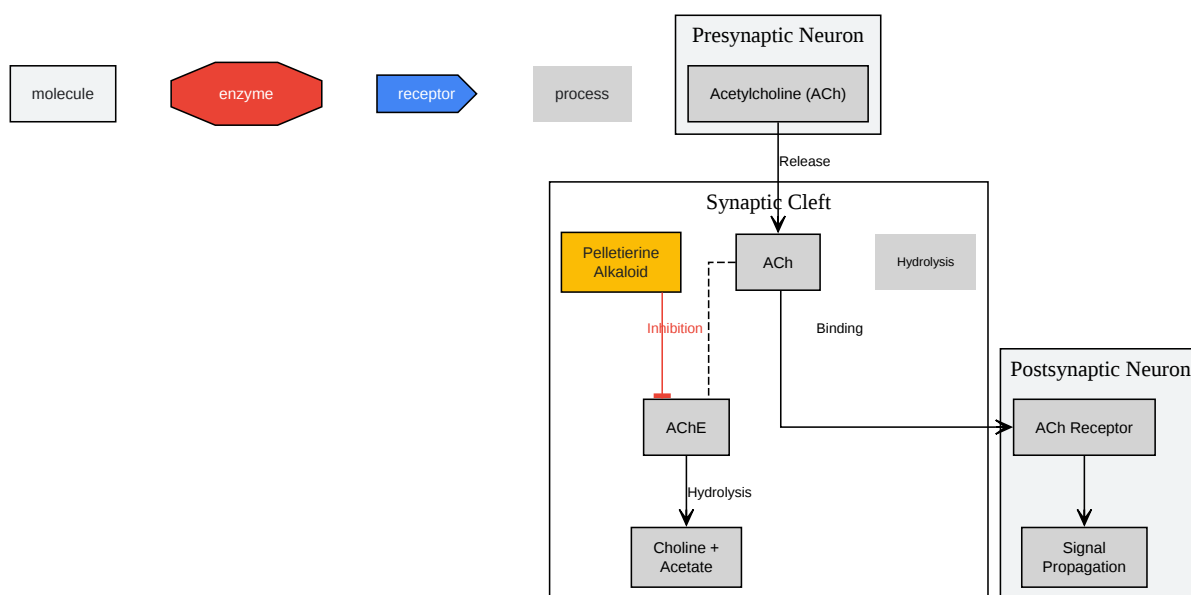 Presynaptic Neuron
molecule
enzyme
receptor
process
Acetylcholine (ACh)
Release
Synaptic Cleft
Pelletierine
Alkaloid
ACh
Hydrolysis
Inhibition
Binding
Postsynaptic Neuron
AChE
ACh Receptor
Hydrolysis
Choline +
Acetate
Signal
Propagation